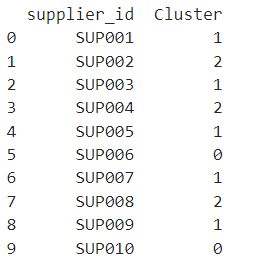 supplier_id Cluster
0 SUP001 1
1 SUP002 2
2 SUP003 1
3 SUP004 2
4 SUP005 1
5 SUP006 0
6 SUP007 1
7 SUP008 2
8 SUP009 1
9 SUP010 0